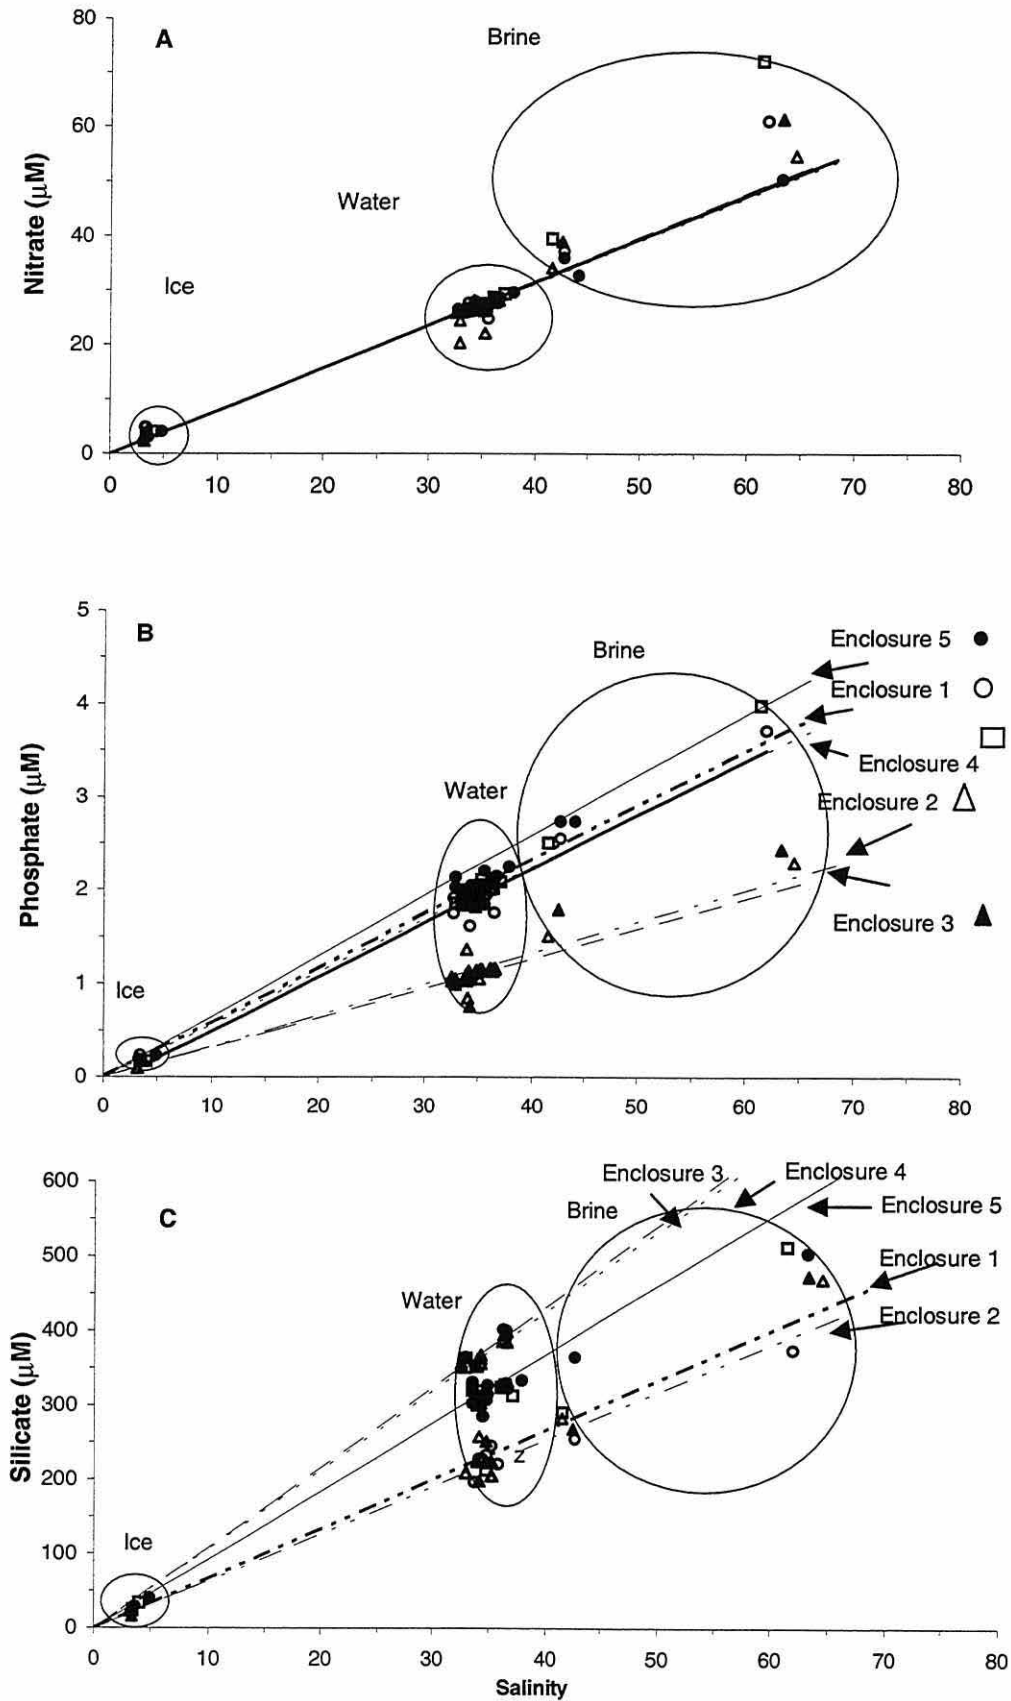 80
A
Brine
60
Nitrate (µM)
Water
40
Ice
20
0
0 10 20 30 40 50 60 70 80
5
B
Brine
Enclosure 5
4
Enclosure 1
Phosphate (µM)
Water
Enclosure 4
3
Enclosure 2
2
Enclosure 3
1
Ice
0
0 10 20 30 40 50 60 70 80
600
Enclosure 3
Enclosure 4
C
Brine
Enclosure 5
500
Enclosure 1
Water
400
Enclosure 2
Silicate (µM)
300
z
200
Ice
100
0
0 10 20 30 40 50 60 70 80
Salinity